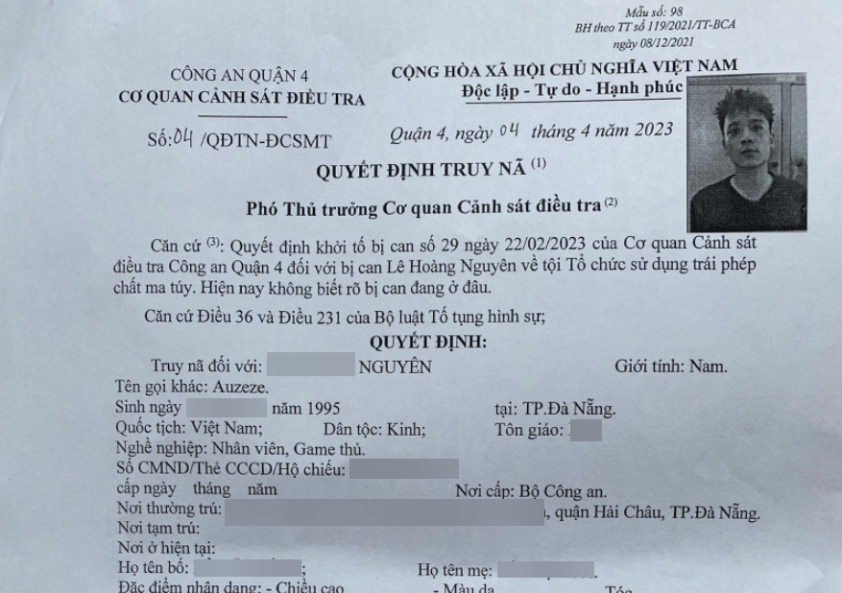 Mẫu số: 98
BH theo TT số 119/2021/TT-BCA
ngày 08/12/2021
CÔNG AN QUẬN 4
CƠ QUAN CẢNH SÁT ĐIỀU TRA
CỘNG HÒA XÃ HỘI CHỦ NGHĨA VIỆT NAM
Độc lập - Tự do - Hạnh phúc
Số: 04 /QĐTN-ĐCSMT
Quận 4, ngày 04 tháng 4 năm 2023
QUYẾT ĐỊNH TRUY NÃ (1)
Phó Thủ trưởng Cơ quan Cảnh sát điều tra (2)
Căn cứ (3): Quyết định khởi tố bị can số 29 ngày 22/02/2023 của Cơ quan Cảnh sát
điều tra Công an Quận 4 đối với bị can Lê Hoàng Nguyên về tội Tổ chức sử dụng trái phép
chất ma túy. Hiện nay không biết rõ bị can đang ở đâu.
Căn cứ Điều 36 và Điều 231 của Bộ luật Tố tụng hình sự;
QUYẾT ĐỊNH:
Truy nã đối với: NGUYÊN Giới tính: Nam.
Tên gọi khác: Auzeze.
Sinh ngày năm 1995 tại: TP.Đà Nẵng.
Quốc tịch: Việt Nam; Dân tộc: Kinh; Tôn giáo:
Nghề nghiệp: Nhân viên, Game thủ.
Số CMND/Thẻ CCCD/Hộ chiếu:
cấp ngày tháng năm Nơi cấp: Bộ Công an.
Nơi thường trú: , quận Hải Châu, TP.Đà Nẵng.
Nơi tạm trú:
Nơi ở hiện tại:
Họ tên bố: ; Họ tên mẹ: .
Đặc điểm nhận dạng: - Chiều cao - Màu da Tóc